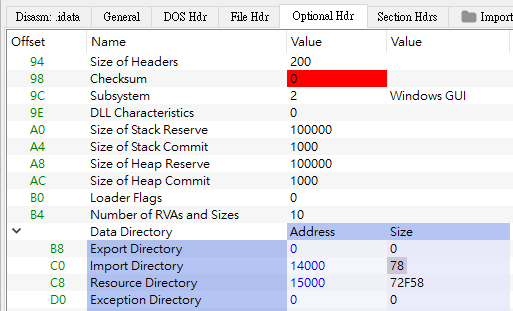 Disasm: .idata General DOS Hdr File Hdr Optional Hdr Section Hdrs Import
Offset Name Value Value
94 Size of Headers 200
98 Checksum 0
9C Subsystem 2 Windows GUI
9E DLL Characteristics 0
A0 Size of Stack Reserve 100000
A4 Size of Stack Commit 1000
A8 Size of Heap Reserve 100000
AC Size of Heap Commit 1000
B0 Loader Flags 0
B4 Number of RVAs and Sizes 10
Data Directory Address Size
B8 Export Directory 0 0
C0 Import Directory 14000 78
C8 Resource Directory 15000 72F58
D0 Exception Directory 0 0